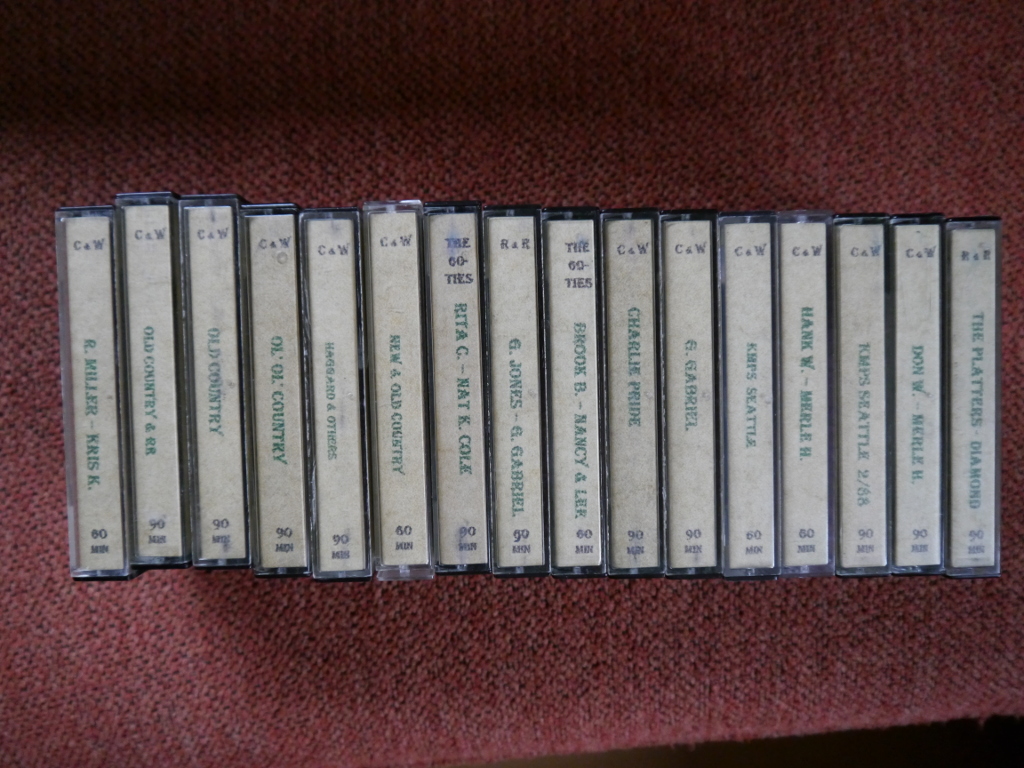 C & W
R. MILLER - KRIS K.
60
MIN
C & W
OLD COUNTRY & RR
90
MIN
C & W
OLD COUNTRY
90
MIN
C & W
OL' OL' COUNTRY
90
MIN
C & W
HAGGARD & OTHERS
90
MIN
C & W
NEW & OLD COUNTRY
60
MIN
THE
60-
TIES
RITA C. - NAT K. COLE
90
MIN
R & R
G. JONES - G. GABRIEL
90
MIN
THE
60-
TIES
BROOK B. - NANCY & LEE
60
MIN
C & W
CHARLIE PRIDE
90
MIN
C & W
G. GABRIEL
90
MIN
C & W
KMPS SEATTLE
60
MIN
C & W
HANK W. - MERLE H.
60
MIN
C & W
KMPS SEATTLE 2/88
90
MIN
C & W
DON W. - MERLE H.
90
MIN
R & R
THE PLATTERS - DIAMOND
90
MIN